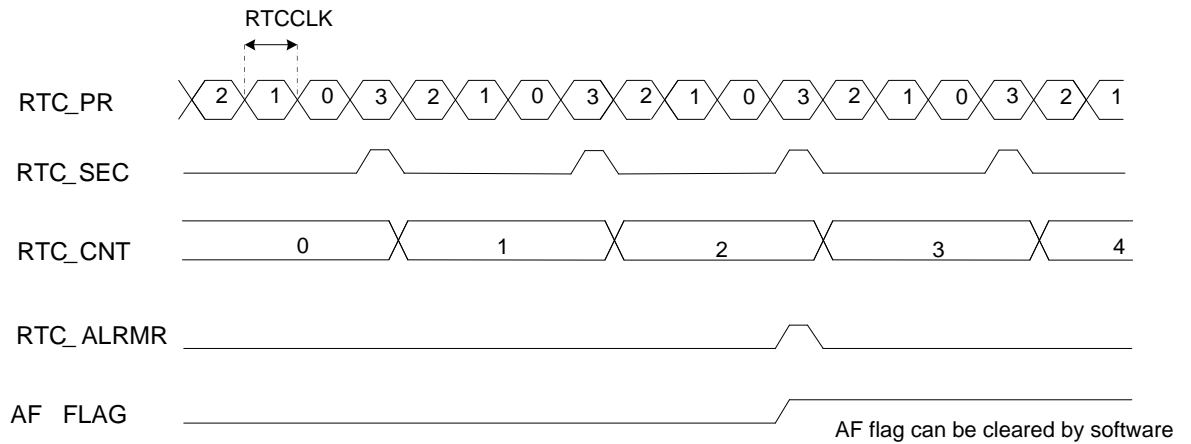 RTCCLK
RTC_PR 2 1 0 3 2 1 0 3 2 1 0 3 2 1 0 3 2 1
RTC_SEC
RTC_CNT 0 1 2 3 4
RTC_ ALRMR
AF FLAG
AF flag can be cleared by software